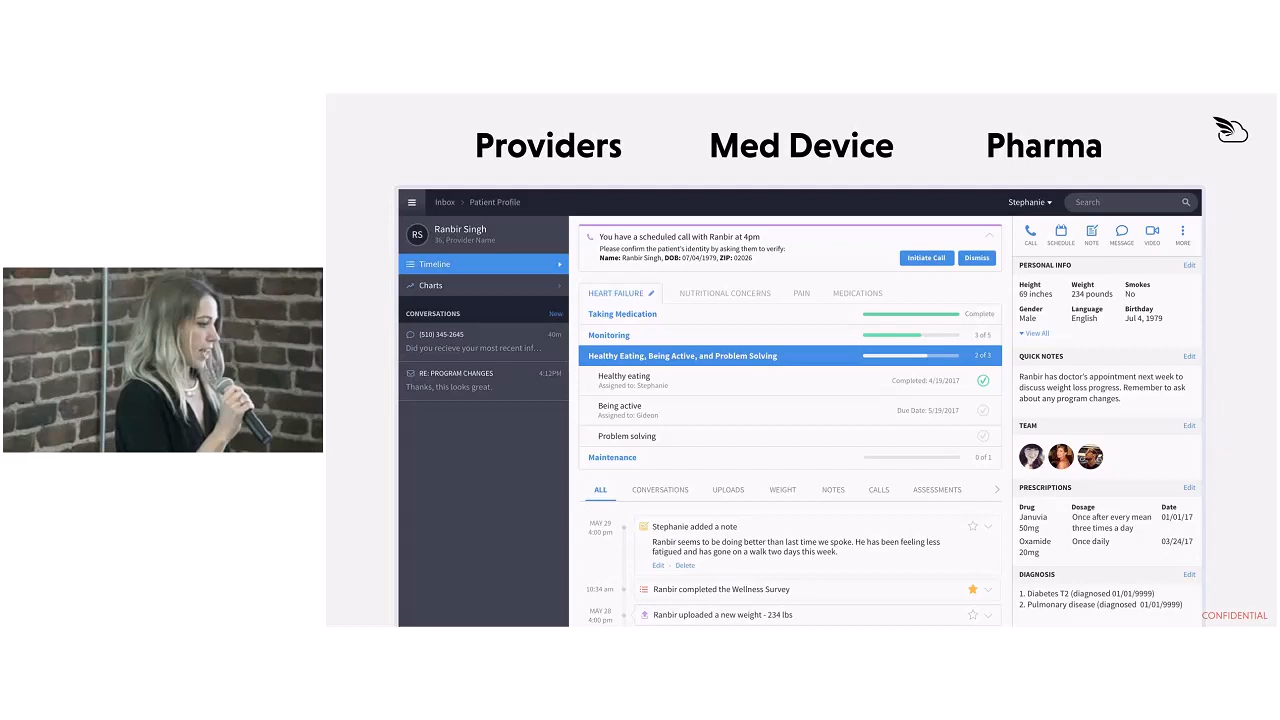 Providers Med Device Pharma
Inbox > Patient Profile
Stephanie
Search
RS
Ranbir Singh
36, Provider Name
Timeline
Charts
CONVERSATIONS New
(510) 345-2645 40m
Did you recieve your most recent inf...
RE: PROGRAM CHANGES 4:12PM
Thanks, this looks great.
You have a scheduled call with Ranbir at 4pm
Please confirm the patient's identity by asking them to verify:
Name: Ranbir Singh, DOB: 07/04/1979, ZIP: 02026
Initiate Call Dismiss
HEART FAILURE NUTRITIONAL CONCERNS PAIN MEDICATIONS
Taking Medication Complete
Monitoring 3 of 5
Healthy Eating, Being Active, and Problem Solving 2 of 3
Healthy eating
Assigned to: Stephanie
Completed: 4/19/2017
Being active
Assigned to: Gideon
Due Date: 5/19/2017
Problem solving
Maintenance 0 of 1
ALL CONVERSATIONS UPLOADS WEIGHT NOTES CALLS ASSESSMENTS
MAY 29
4:00 pm
Stephanie added a note
Ranbir seems to be doing better than last time we spoke. He has been feeling less
fatigued and has gone on a walk two days this week.
Edit - Delete
10:34 am Ranbir completed the Wellness Survey
MAY 28
4:00 pm
Ranbir uploaded a new weight - 234 lbs
CALL SCHEDULE NOTE MESSAGE VIDEO MORE
PERSONAL INFO Edit
Height Weight Smokes
69 inches 234 pounds No
Gender Language Birthday
Male English Jul 4, 1979
View All
QUICK NOTES Edit
Ranbir has doctor's appointment next week to
discuss weight loss progress. Remember to ask
about any program changes.
TEAM Edit
PRESCRIPTIONS Edit
Drug Dosage Date
Januvia Once after every mean 01/01/17
50mg three times a day
Oxamide Once daily 03/24/17
20mg
DIAGNOSIS Edit
1. Diabetes T2 (diagnosed 01/01/9999)
2. Pulmonary disease (diagnosed 01/01/9999)
CONFIDENTIAL